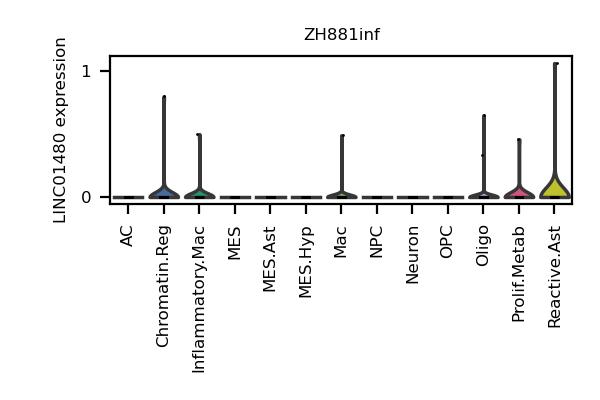 ZH881inf
LINC01480 expression
1
0
AC
Chromatin.Reg
Inflammatory.Mac
MES
MES.Ast
MES.Hyp
Mac
NPC
Neuron
OPC
Oligo
Prolif.Metab
Reactive.Ast